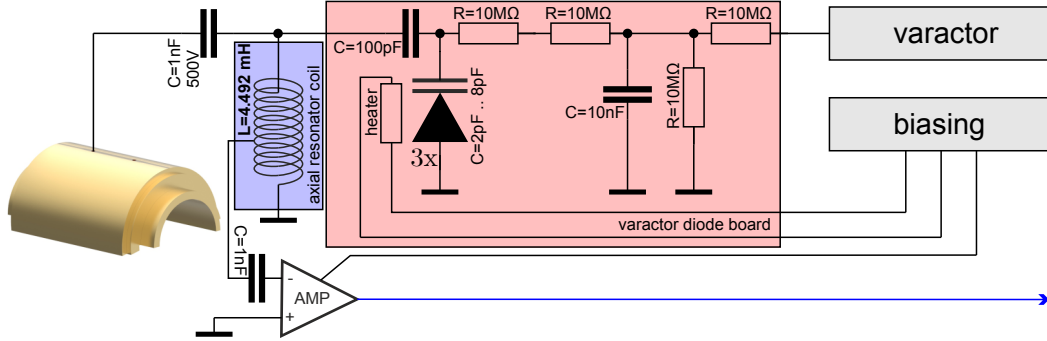 C=1nF
500V
L=4.492 mH
axial resonator coil
C=100pF
R=10MΩ
R=10MΩ
R=10MΩ
varactor
heater
3x
C=2pF .. 8pF
C=10nF
R=10MΩ
biasing
varactor diode board
C=1nF
-
AMP
+